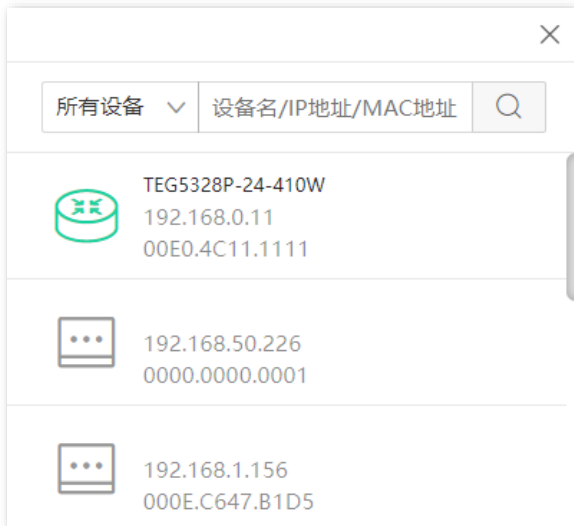 所有设备 设备名/IP地址/MAC地址
TEG5328P-24-410W
192.168.0.11
00E0.4C11.1111
192.168.50.226
0000.0000.0001
192.168.1.156
000E.C647.B1D5